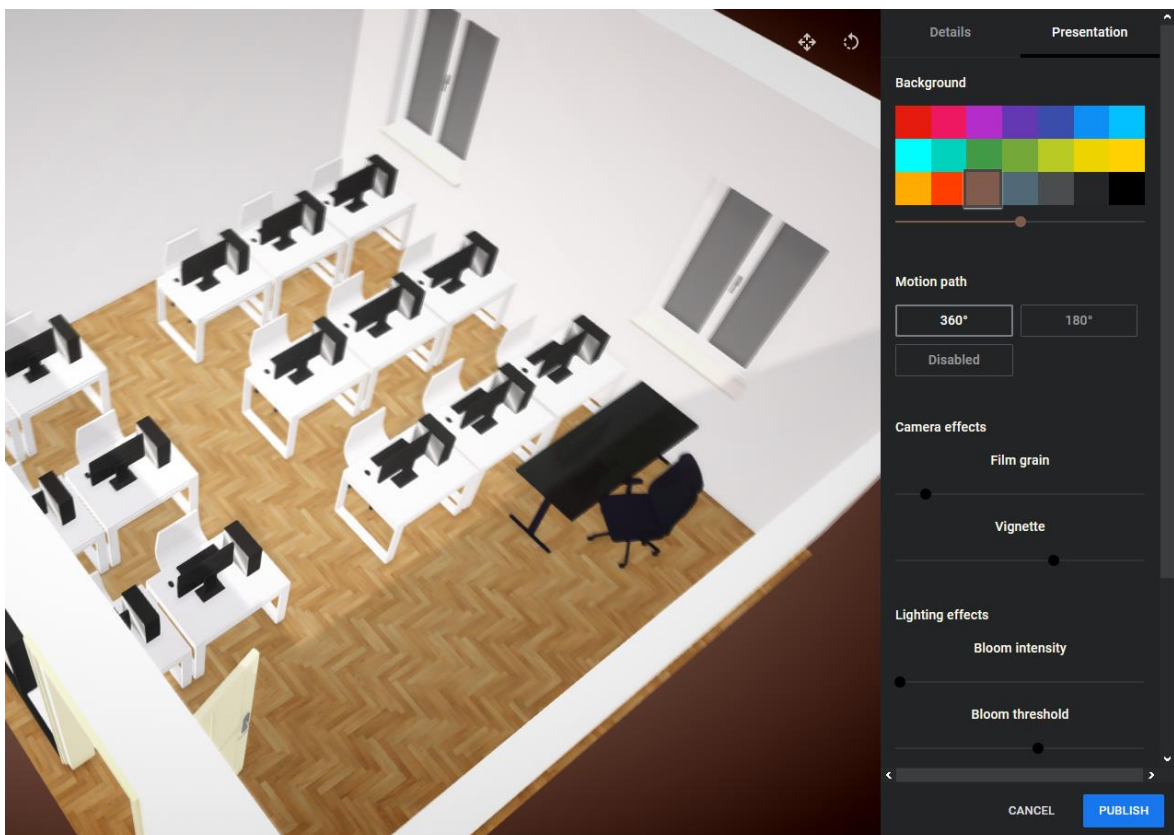 Details Presentation
Background
Motion path
360° 180°
Disabled
Camera effects
Film grain
Vignette
Lighting effects
Bloom intensity
Bloom threshold
CANCEL PUBLISH